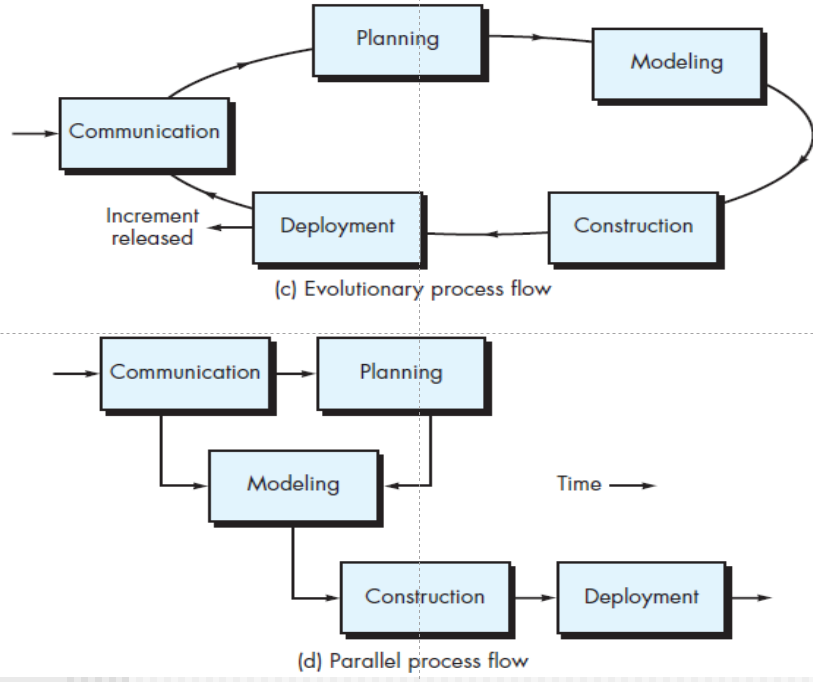 Planning
Modeling
Communication
Increment
released
Deployment
Construction
(c) Evolutionary process flow
Communication
Planning
Modeling
Time
Construction
Deployment
(d) Parallel process flow